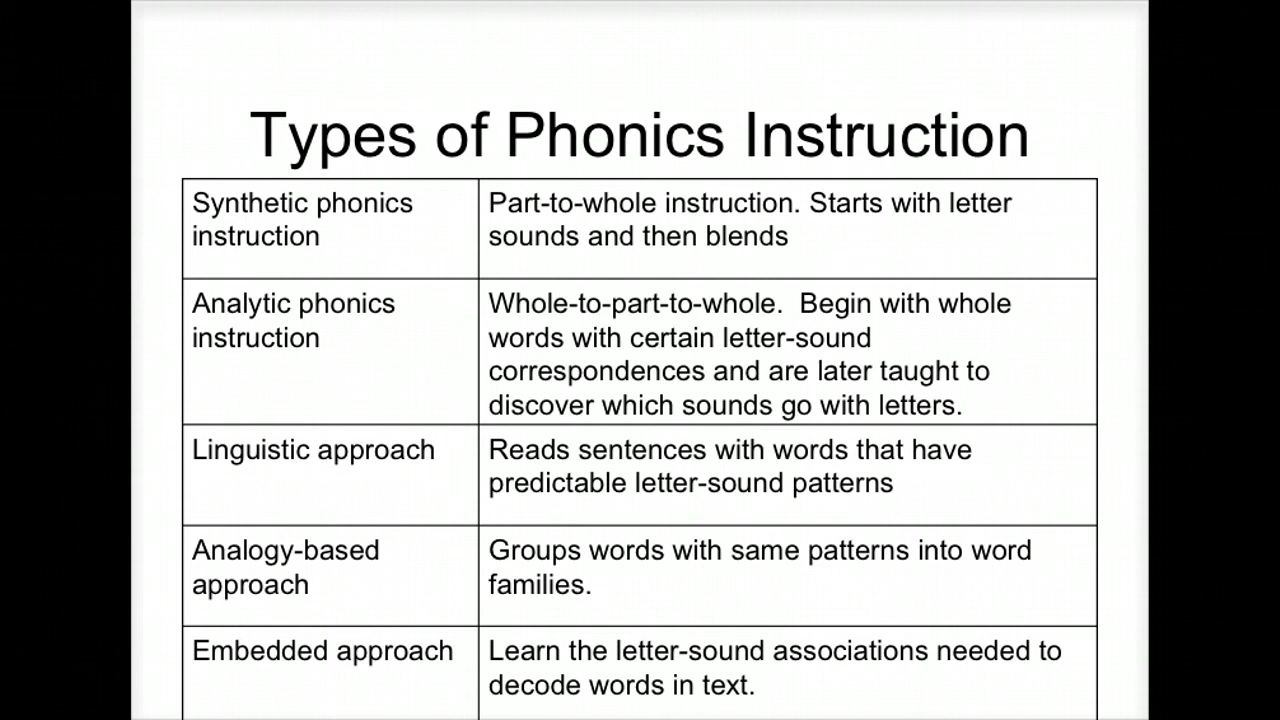 Types of Phonics Instruction
Synthetic phonics
instruction
Part-to-whole instruction. Starts with letter
sounds and then blends
Analytic phonics
instruction
Whole-to-part-to-whole.  Begin with whole
words with certain letter-sound
correspondences and are later taught to
discover which sounds go with letters.
Linguistic approach
Reads sentences with words that have
predictable letter-sound patterns
Analogy-based
approach
Groups words with same patterns into word
families.
Embedded approach
Learn the letter-sound associations needed to
decode words in text.